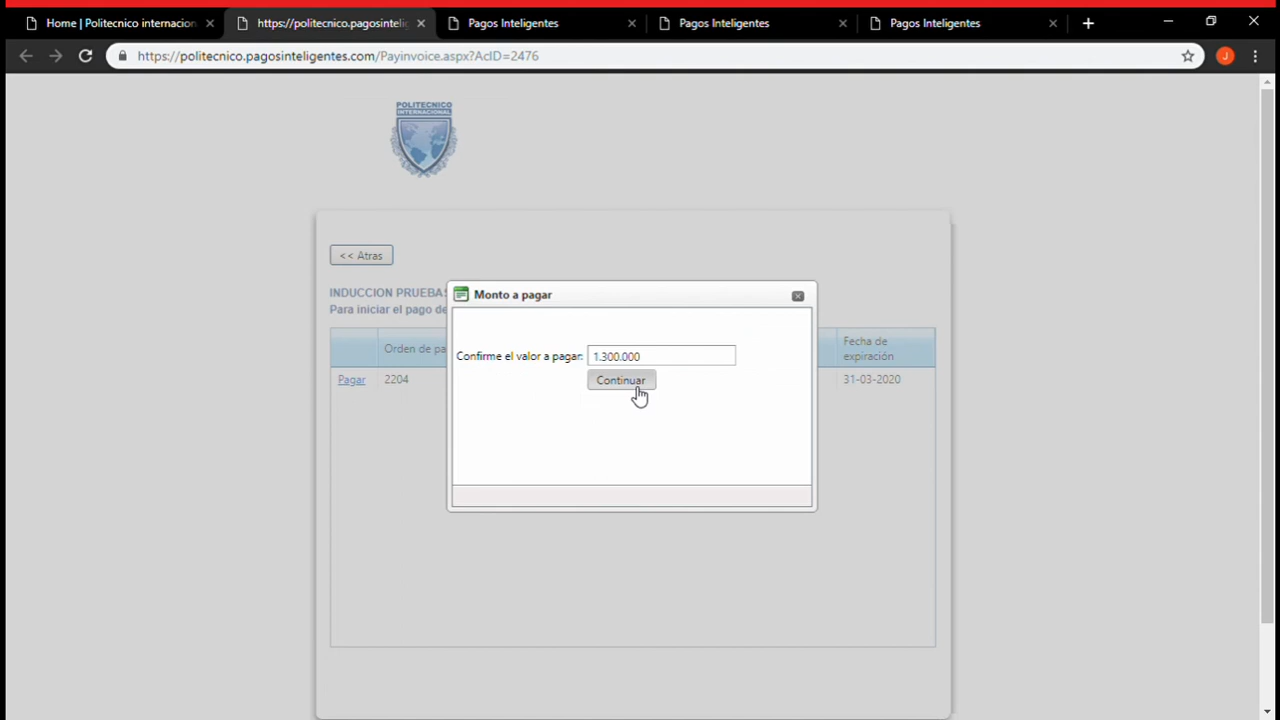 Home | Politecnico internacion
https://politecnico.pagosintelig
Pagos Inteligentes
Pagos Inteligentes
Pagos Inteligentes
https://politecnico.pagosinteligentes.com/Payinvoice.aspx?AcID=2476
J
POLITECNICO
INTERNACIONAL
<< Atras
INDUCCION PRUEBAS
Para iniciar el pago de
Monto a pagar
Confirme el valor a pagar: 1.300.000
Continuar
Orden de pa
Fecha de
expiración
Pagar 2204 31-03-2020